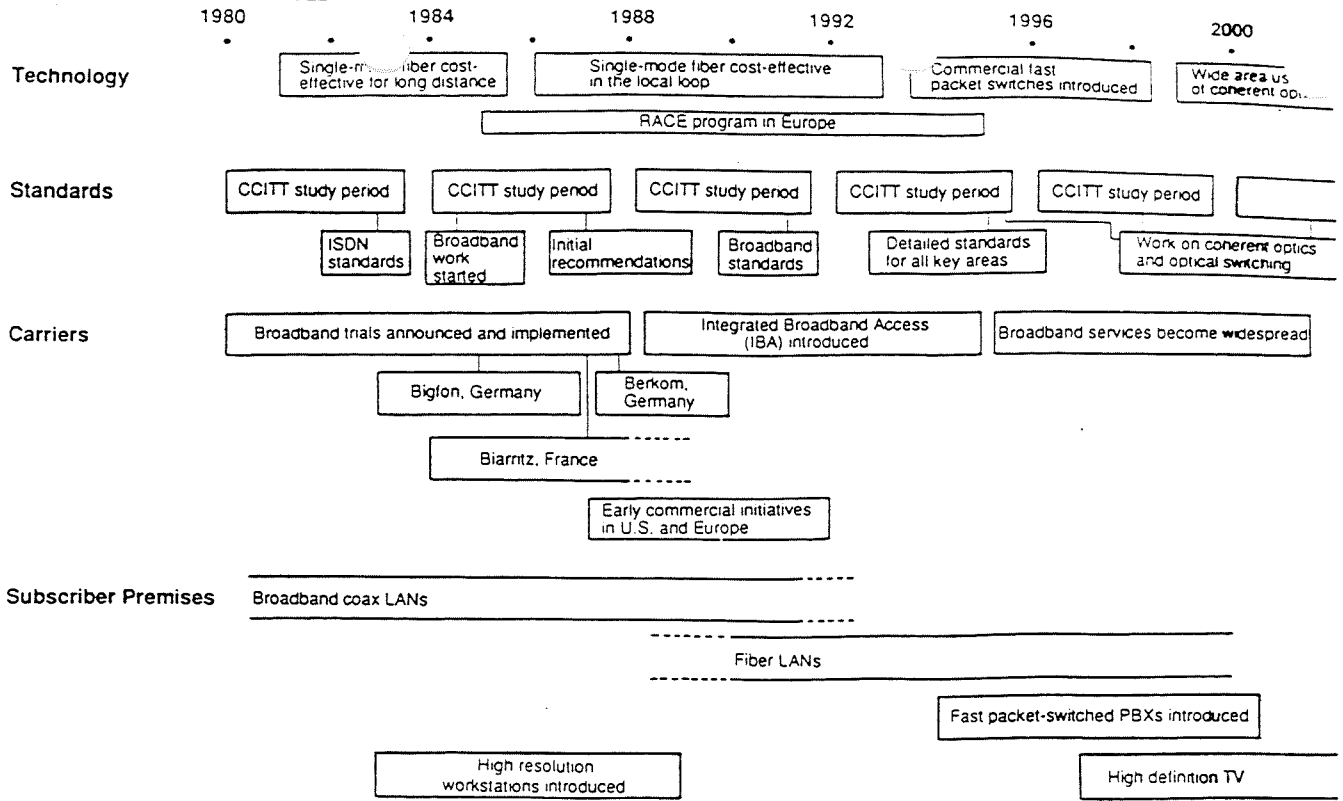 1980 1984 1988 1992 1996 2000
Technology
Single-mode fiber cost-
effective for long distance
Single-mode fiber cost-effective
in the local loop
Commercial fast
packet switches introduced
Wide area
of coherent
RACE program in Europe
Standards
CCITT study period
CCITT study period
CCITT study period
CCITT study period
CCITT study period
ISDN
standards
Broadband
work
started
Initial
recommendations
Broadband
standards
Detailed standards
for all key areas
Work on coherent optics
and optical switching
Carriers
Broadband trials announced and implemented
Integrated Broadband Access
(IBA) introduced
Broadband services become widespread
Bigfon, Germany
Berkom,
Germany
Biarritz, France
Early commercial initiatives
in U.S. and Europe
Subscriber Premises
Broadband coax LANs
Fiber LANs
Fast packet-switched PBXs introduced
High resolution
workstations introduced
High definition TV